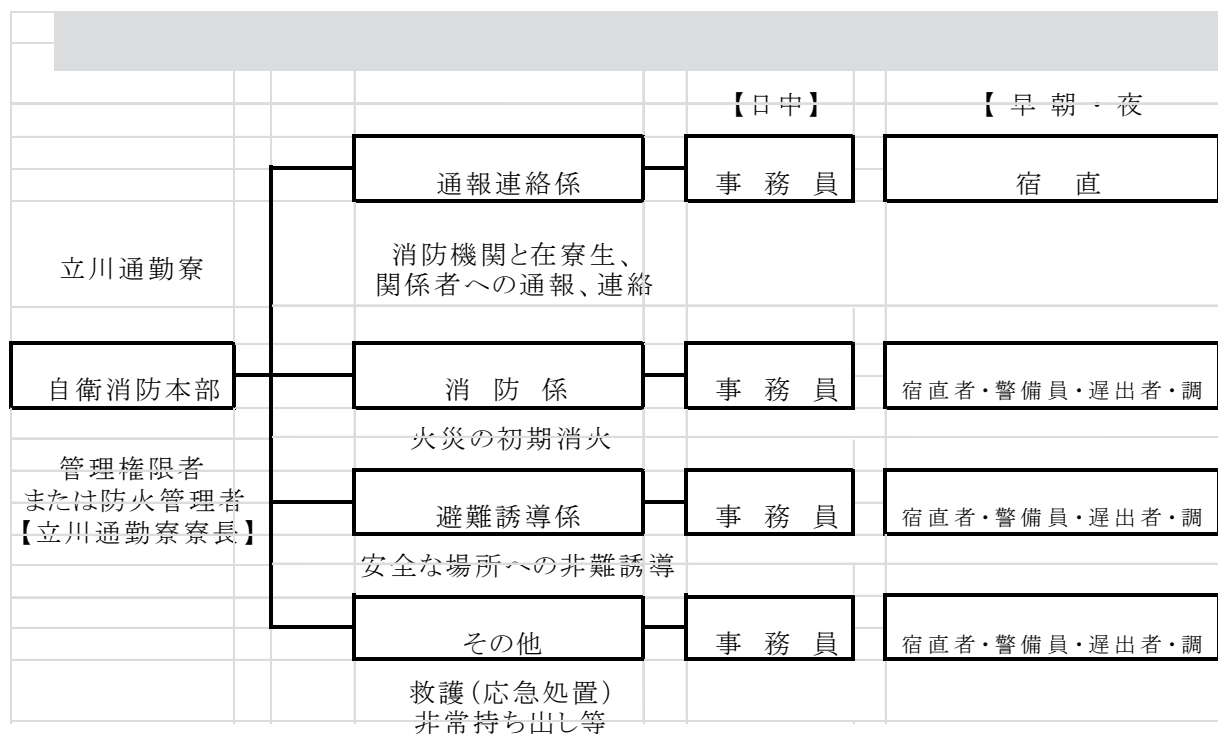 【日中】 【早朝・夜
通報連絡係 事務員 宿直
立川通勤寮
消防機関と在寮生、
関係者への通報、連絡
自衛消防本部 消防係 事務員 宿直者・警備員・遅出者・調
火災の初期消火
管理権限者
または防火管理者
【立川通勤寮寮長】
避難誘導係 事務員 宿直者・警備員・遅出者・調
安全な場所への非難誘導
その他 事務員 宿直者・警備員・遅出者・調
救護(応急処置)
非常持ち出し等